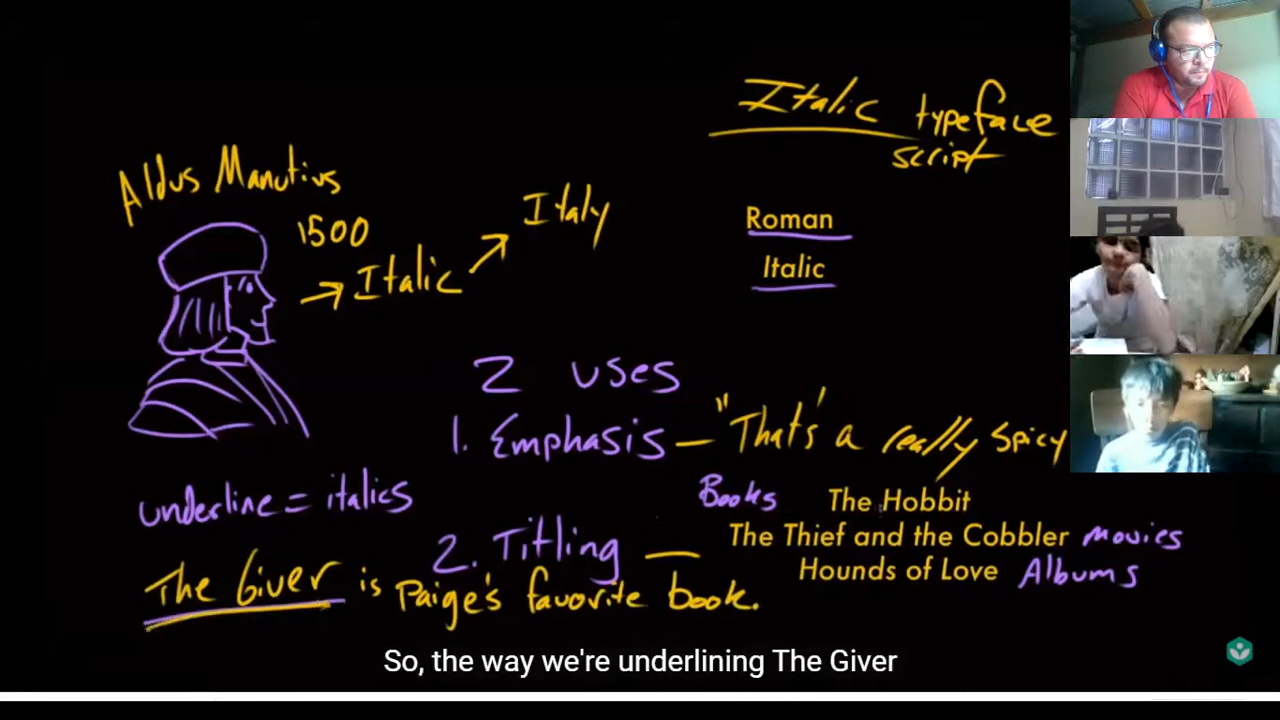 Italic typeface
script
Aldus Manutius
1500
Italic
Italy
Roman
Italic
2 uses
1. Emphasis — "That's a really spicy
underline = italics
Books The Hobbit
2. Titling — The Thief and the Cobbler movies
Hounds of Love Albums
The Giver is Paige's favorite book.
So, the way we're underlining The Giver